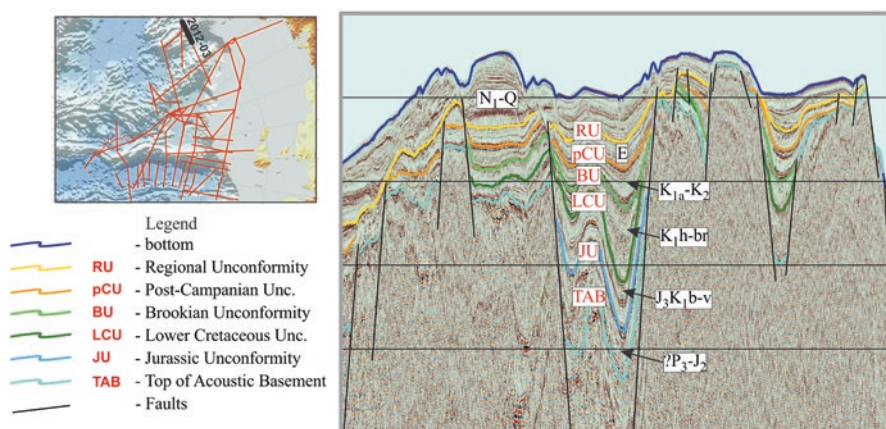 2012-03
Legend
- bottom
RU - Regional Unconformity
pCU - Post-Campanian Unc.
BU - Brookian Unconformity
LCU - Lower Cretaceous Unc.
JU - Jurassic Unconformity
TAB - Top of Acoustic Basement
- Faults
N₁-Q
RU
pCU E
BU
K₁ₐ-K₂
LCU
K₁h-br
JU
J₃K₁b-v
TAB
?P₃-J₂